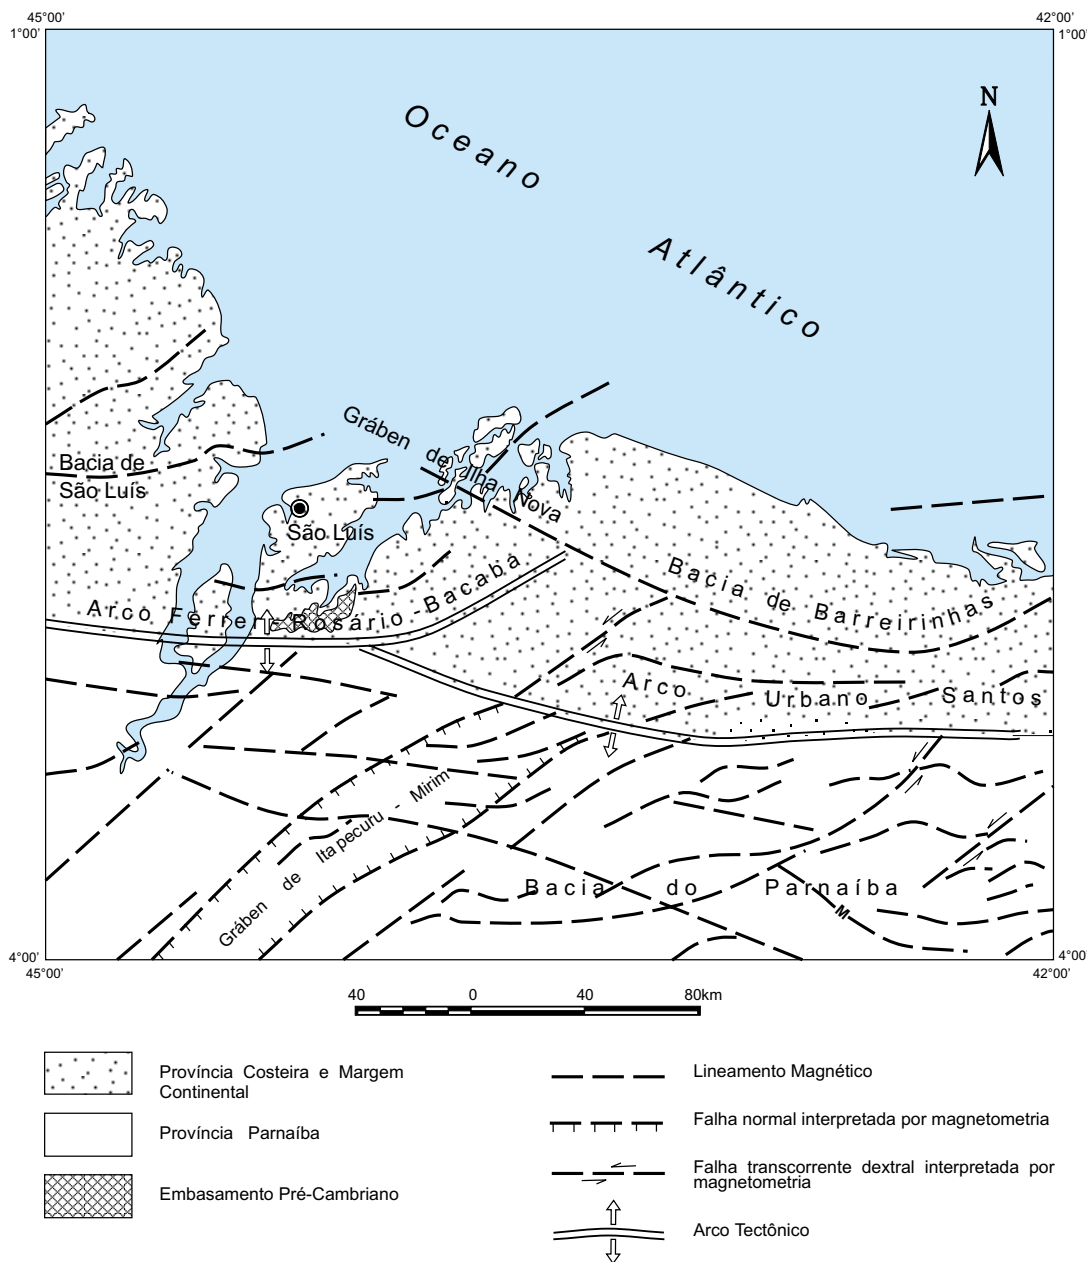 45°00'
42°00'
1°00'
1°00'
N
Oceano
Atlântico
Gráben de Ilha Nova
Bacia de
São Luís
São Luís
Arco Ferrer-Rosário-Bacabá
Bacia de Barreirinhas
Arco Urbano Santos
Gráben de Itapecuru - Mirim
Bacia do Parnaíba
M
4°00'
4°00'
45°00'
42°00'
40 0 40 80km
Província Costeira e Margem
Continental
Província Parnaíba
Embasamento Pré-Cambriano
Lineamento Magnético
Falha normal interpretada por magnetometria
Falha transcorrente dextral interpretada por
magnetometria
Arco Tectônico